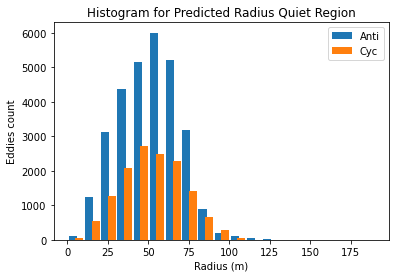 Histogram for Predicted Radius Quiet Region
Anti
Cyc
6000
5000
4000
3000
2000
1000
0
Eddies count
0 25 50 75 100 125 150 175
Radius (m)